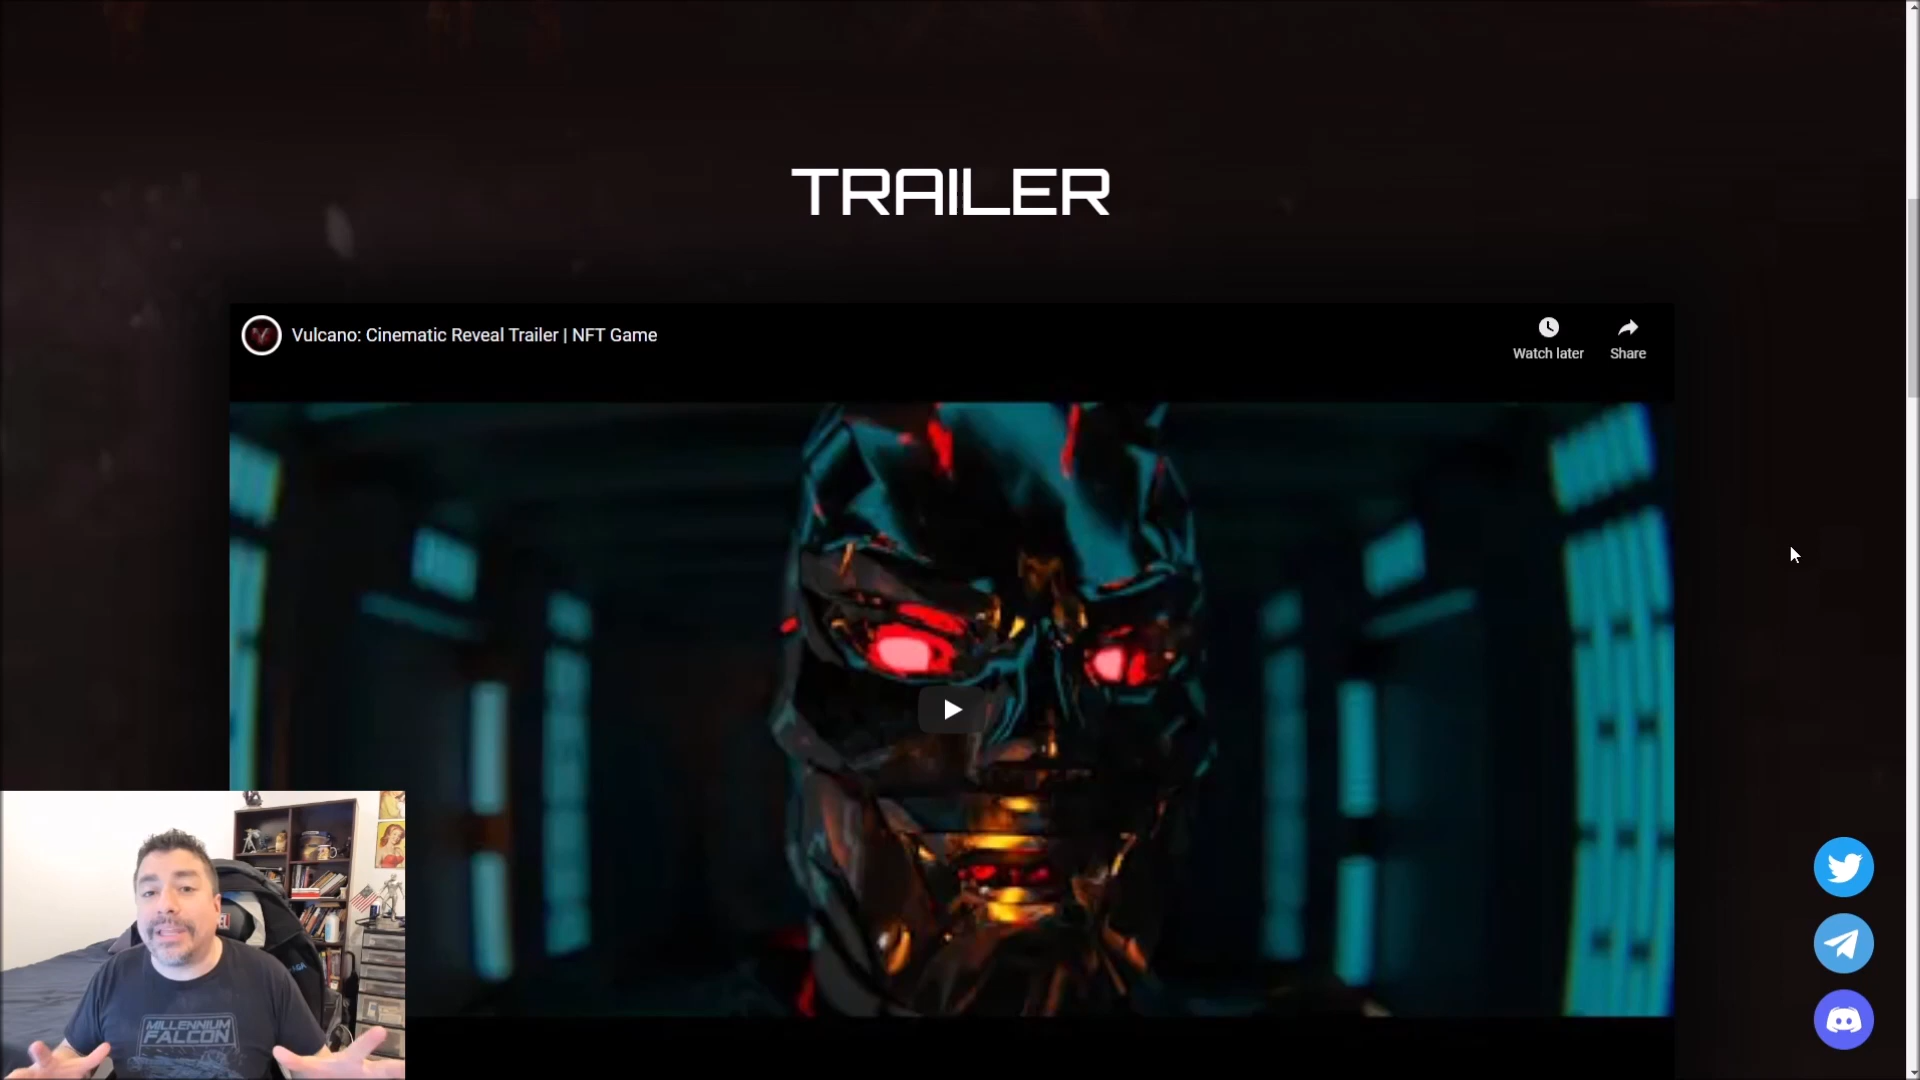 TRAILER
Vulcano: Cinematic Reveal Trailer | NFT Game
Watch later
Share
MILLENNIUM
FALCON